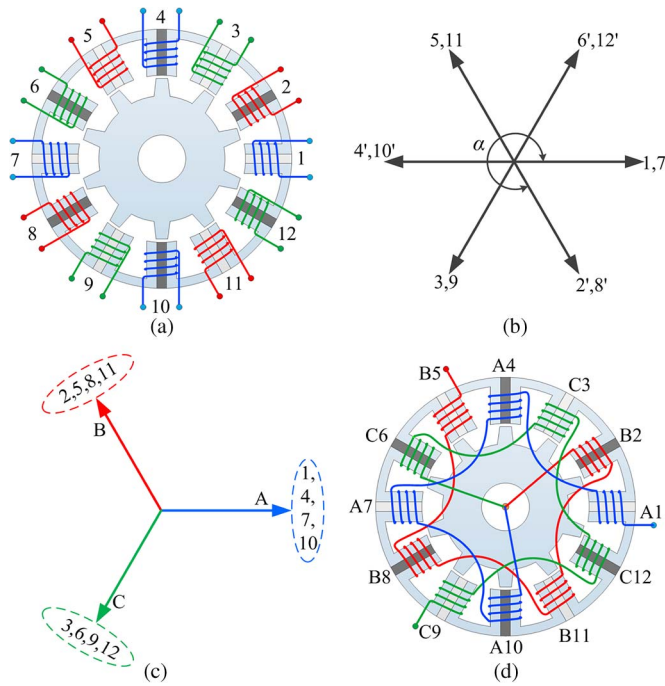 4
5
3
6
2
7
1
8
12
9
11
10
(a)
5,11
6',12'
4',10'
α
1,7
3,9
2',8'
(b)
2,5,8,11
B
A
1,
4,
7,
10
C
3,6,9,12
(c)
A4
B5
C3
C6
B2
A7
A1
B8
C12
C9
B11
A10
(d)